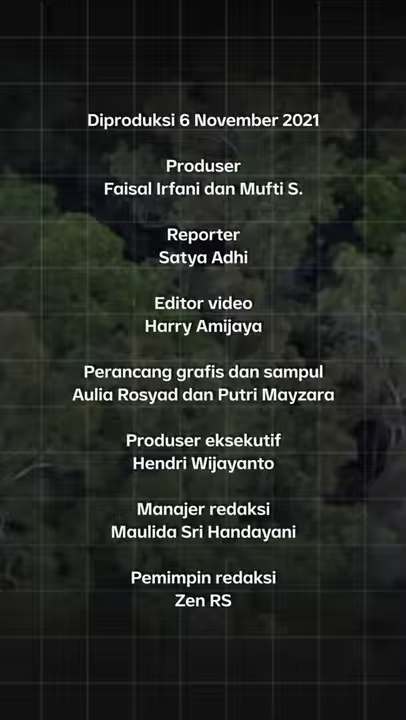 Diproduksi 6 November 2021
Produser
Faisal Irfani dan Mufti S.
Reporter
Satya Adhi
Editor video
Harry Amijaya
Perancang grafis dan sampul
Aulia Rosyad dan Putri Mayzara
Produser eksekutif
Hendri Wijayanto
Manajer redaksi
Maulida Sri Handayani
Pemimpin redaksi
Zen RS